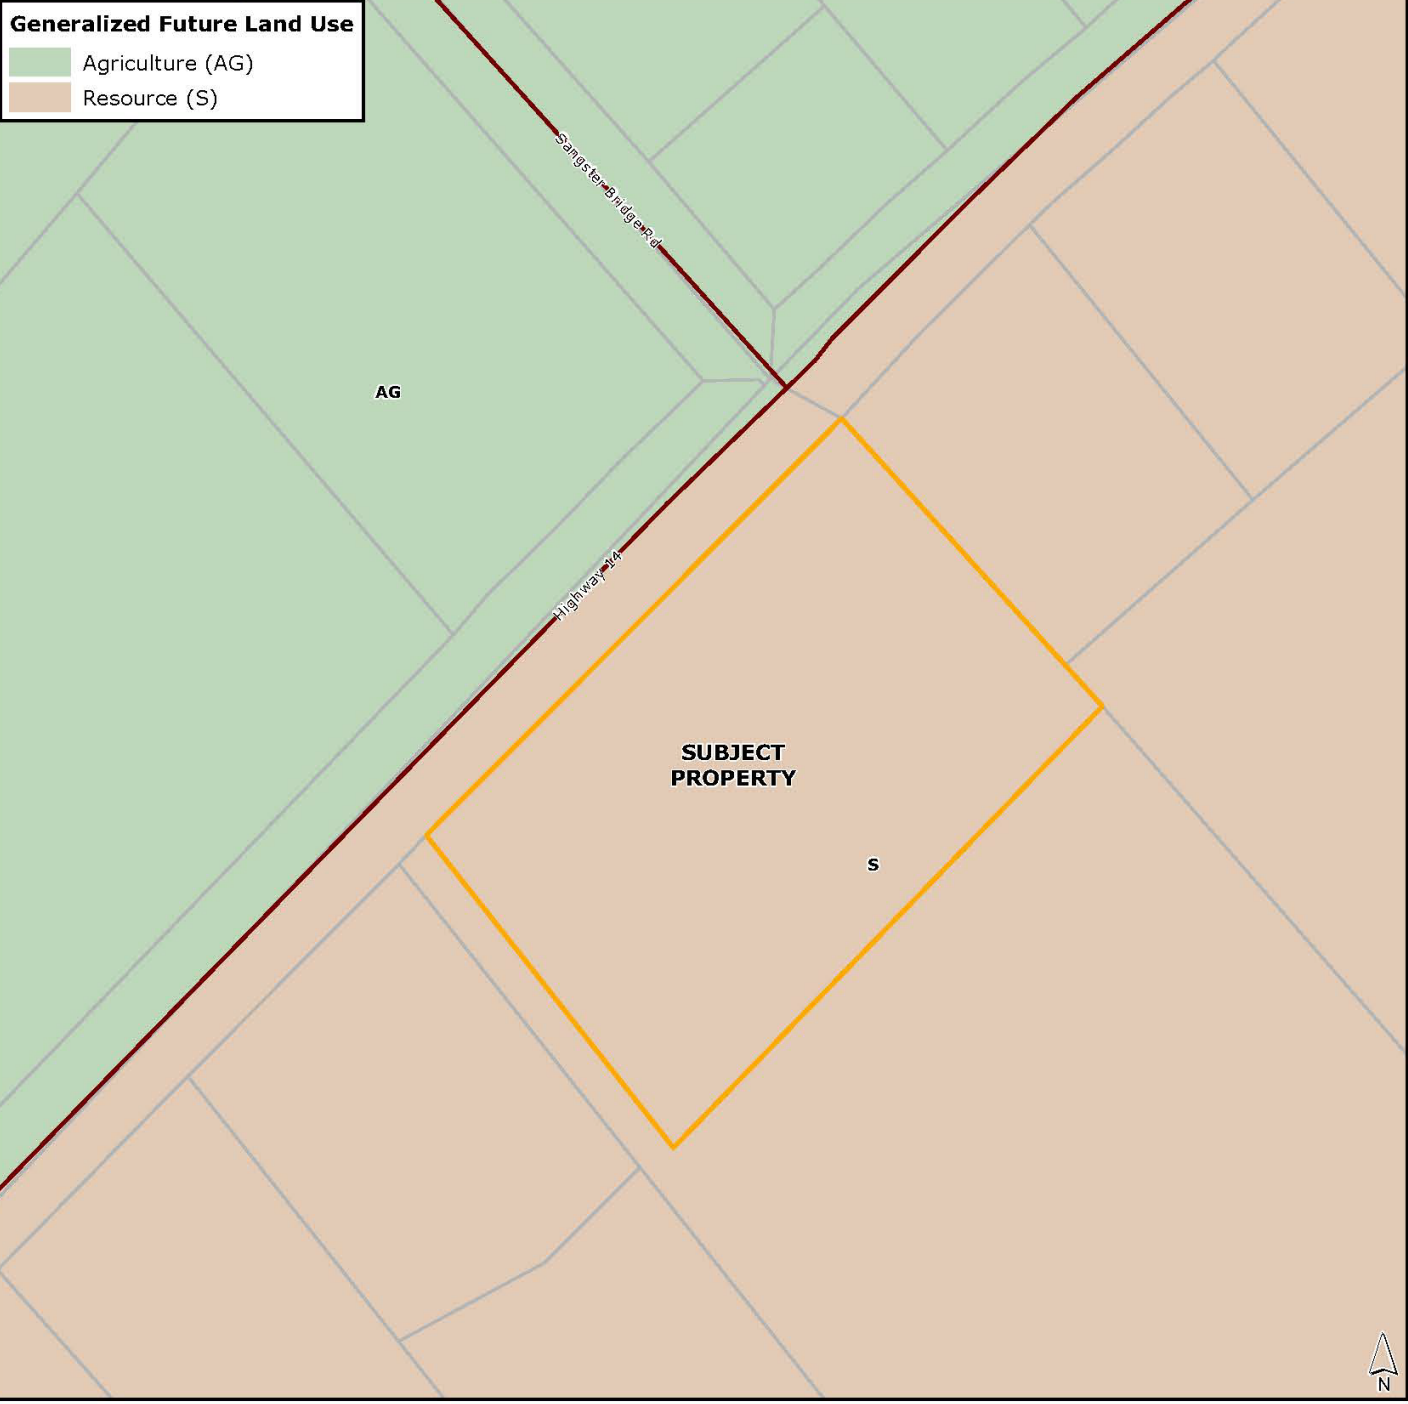 Generalized Future Land Use
Agriculture (AG)
Resource (S)
Sangster Bridge Rd
AG
Highway 14
SUBJECT
PROPERTY
S
N